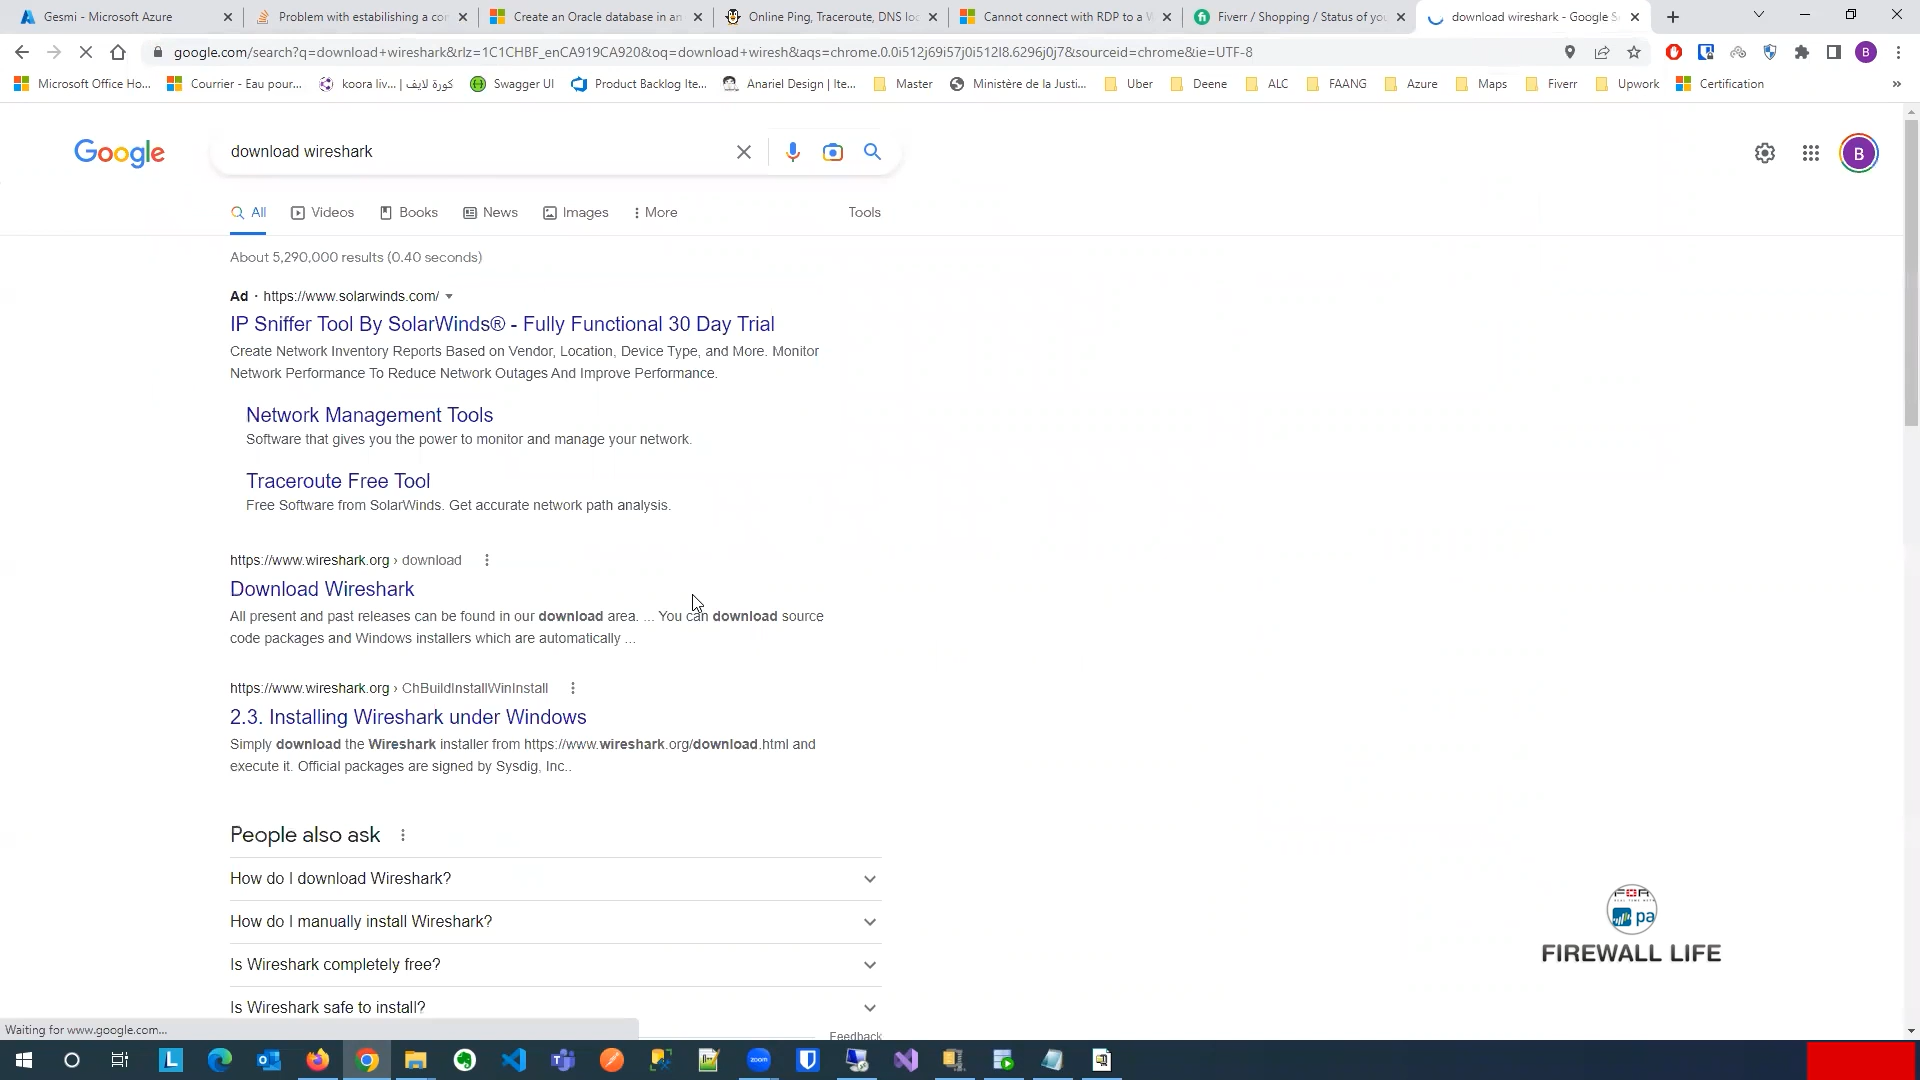 Gesmi - Microsoft Azure
Problem with estabilishing a co
Create an Oracle database in an
Online Ping, Traceroute, DNS lo
Cannot connect with RDP to a W
Fiverr / Shopping / Status of yo
download wireshark - Google S
google.com/search?q=download+wireshark&rlz=1C1CHBF_enCA919CA920&oq=download+wiresh&aqs=chrome.0.0i512j69i57j0i512l8.6296j0j7&sourceid=chrome&ie=UTF-8
B
Microsoft Office Ho...
Courrier - Eau pour...
koora liv... | كورة لايف
Swagger UI
Product Backlog Ite...
Anariel Design | Ite...
Master
Ministère de la Justi...
Uber
Deene
ALC
FAANG
Azure
Maps
Fiverr
Upwork
Certification
»
Google
download wireshark
B
All
Videos
Books
News
Images
More
Tools
About 5,290,000 results (0.40 seconds)
Ad · https://www.solarwinds.com/
IP Sniffer Tool By SolarWinds® - Fully Functional 30 Day Trial
Create Network Inventory Reports Based on Vendor, Location, Device Type, and More. Monitor
Network Performance To Reduce Network Outages And Improve Performance.
Network Management Tools
Software that gives you the power to monitor and manage your network.
Traceroute Free Tool
Free Software from SolarWinds. Get accurate network path analysis.
https://www.wireshark.org › download
Download Wireshark
All present and past releases can be found in our download area. ... You can download source
code packages and Windows installers which are automatically ...
https://www.wireshark.org › ChBuildInstallWinInstall
2.3. Installing Wireshark under Windows
Simply download the Wireshark installer from https://www.wireshark.org/download.html and
execute it. Official packages are signed by Sysdig, Inc..
People also ask
How do I download Wireshark?
How do I manually install Wireshark?
Is Wireshark completely free?
Is Wireshark safe to install?
Feedback
pa
FIREWALL LIFE
Waiting for www.google.com...
L
zoom